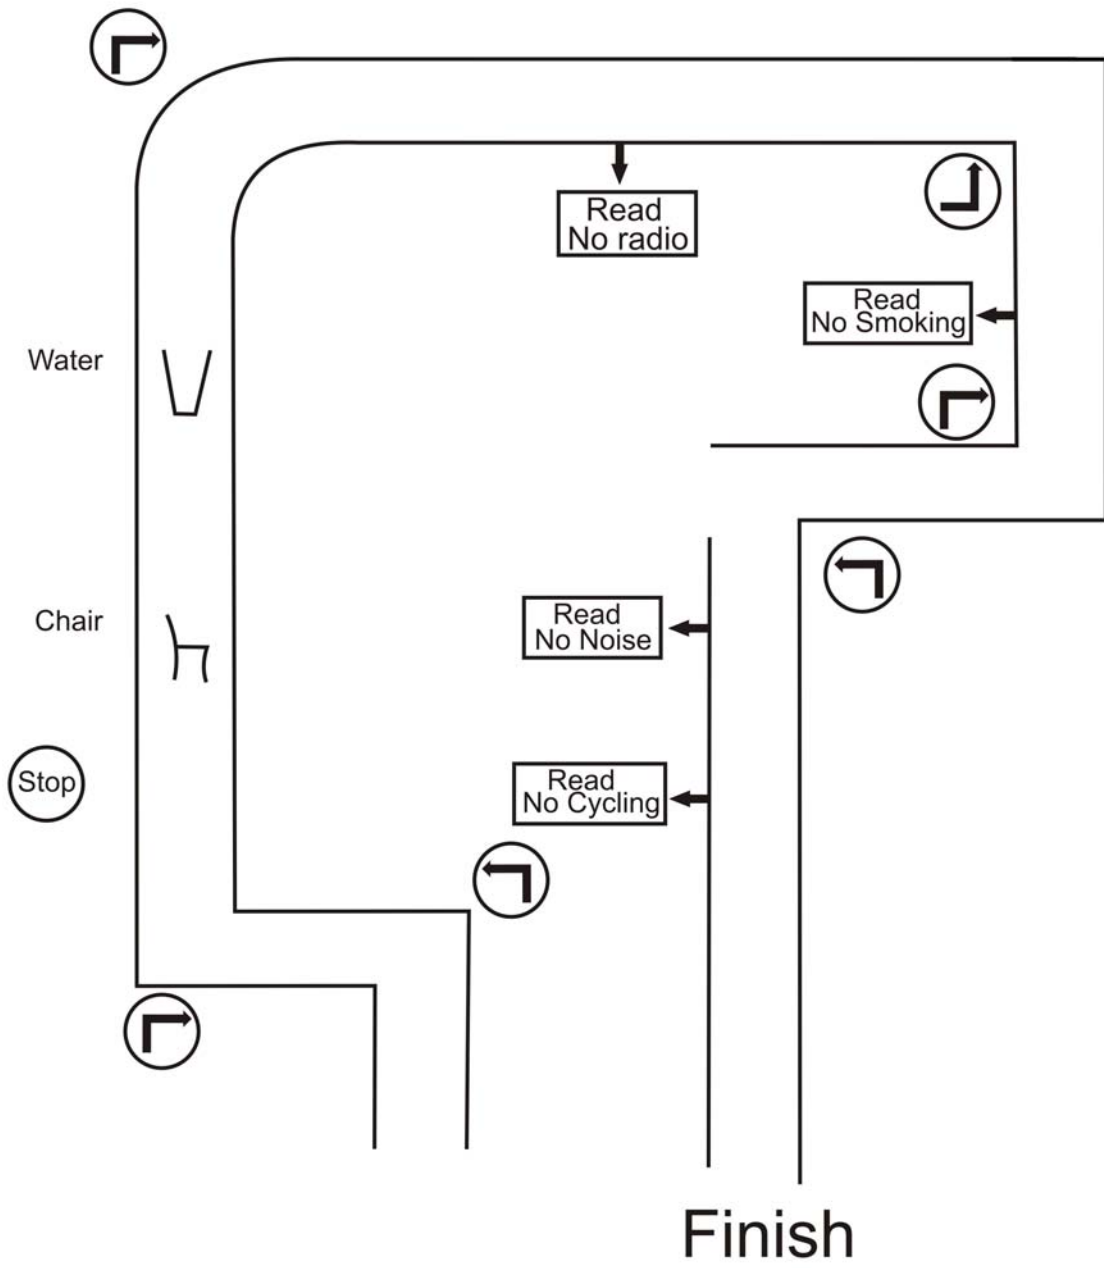 Read
No radio
Read
No Smoking
Water
Read
No Noise
Chair
Read
No Cycling
Stop
Finish